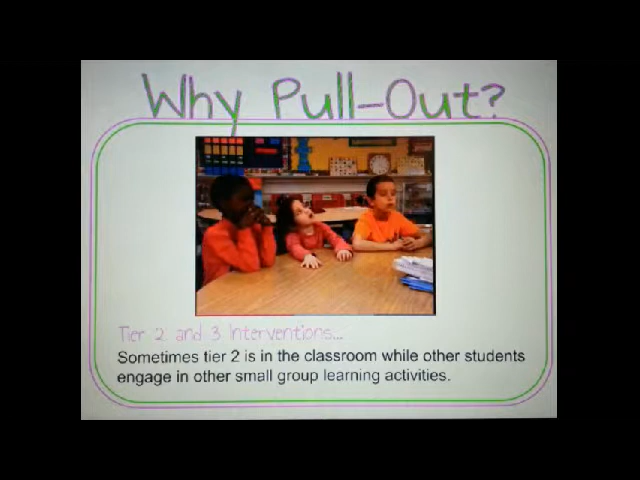 Why Pull-Out?
Tier 2 and 3 Interventions...
Sometimes tier 2 is in the classroom while other students
engage in other small group learning activities.